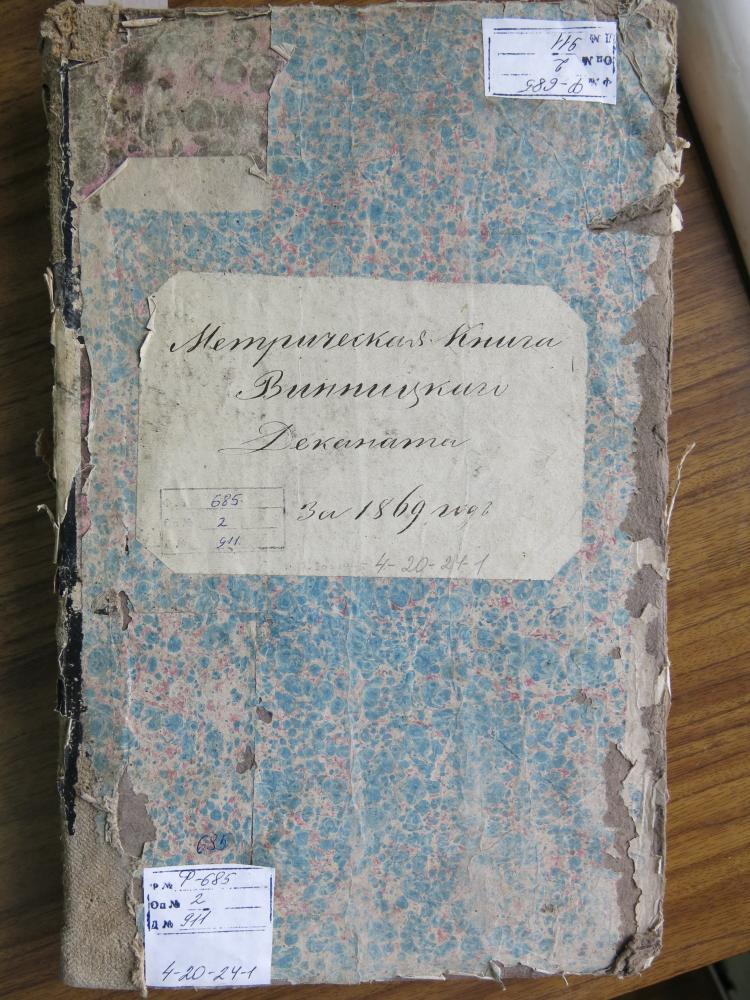 Ф № Ф-685
Оп № 2
Д № 911
Метрическая Книга
Винницкаго
Деканата
За 1869 годъ
685
2
911
4-20-24-1
635
Ф № Ф-685
Оп № 2
Д № 911
4-20-24-1